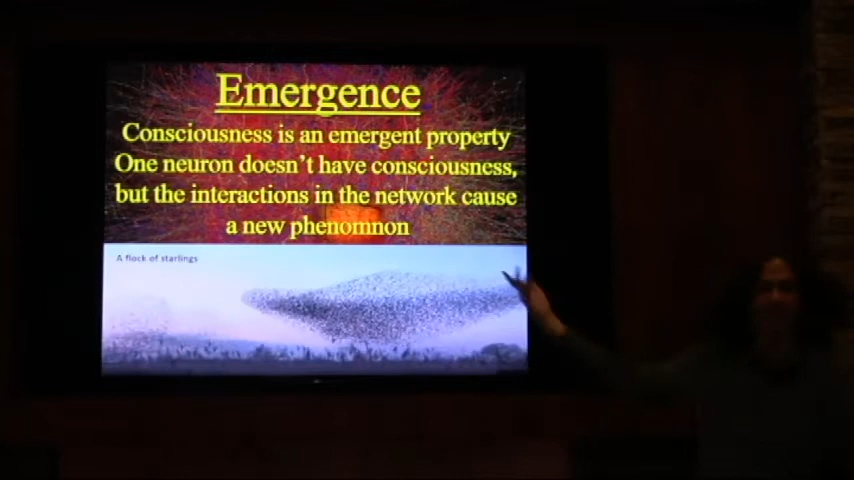 Emergence
Consciousness is an emergent property
One neuron doesn't have consciousness,
but the interactions in the network cause
a new phenomnon
A flock of starlings